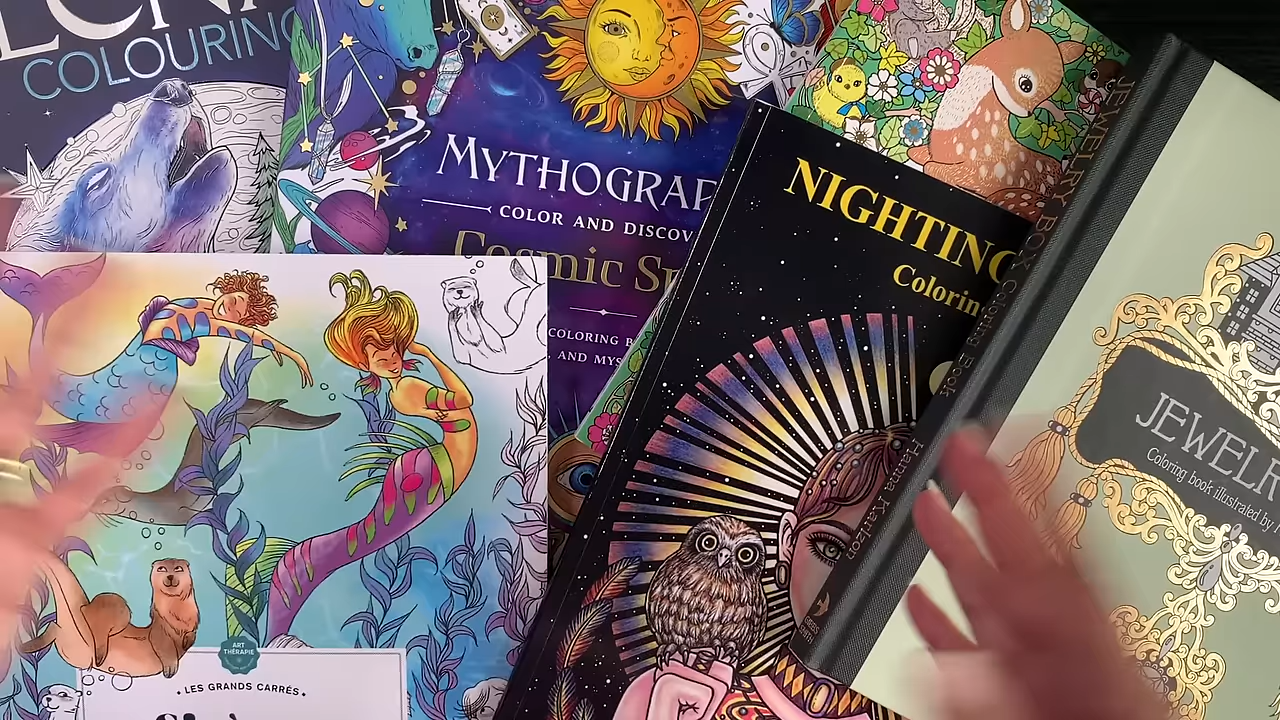 COLOURING
MYTHOGRAP
COLOR AND DISCOV
Cosmic Sp
COLORING B
AND MYS
NIGHTING
Colorin
JEWELRY BOX Coloring Book
Hanna Karlzon
JEWELR
Coloring book illustrated by
ART
THÉRAPIE
• LES GRANDS CARRÉS •